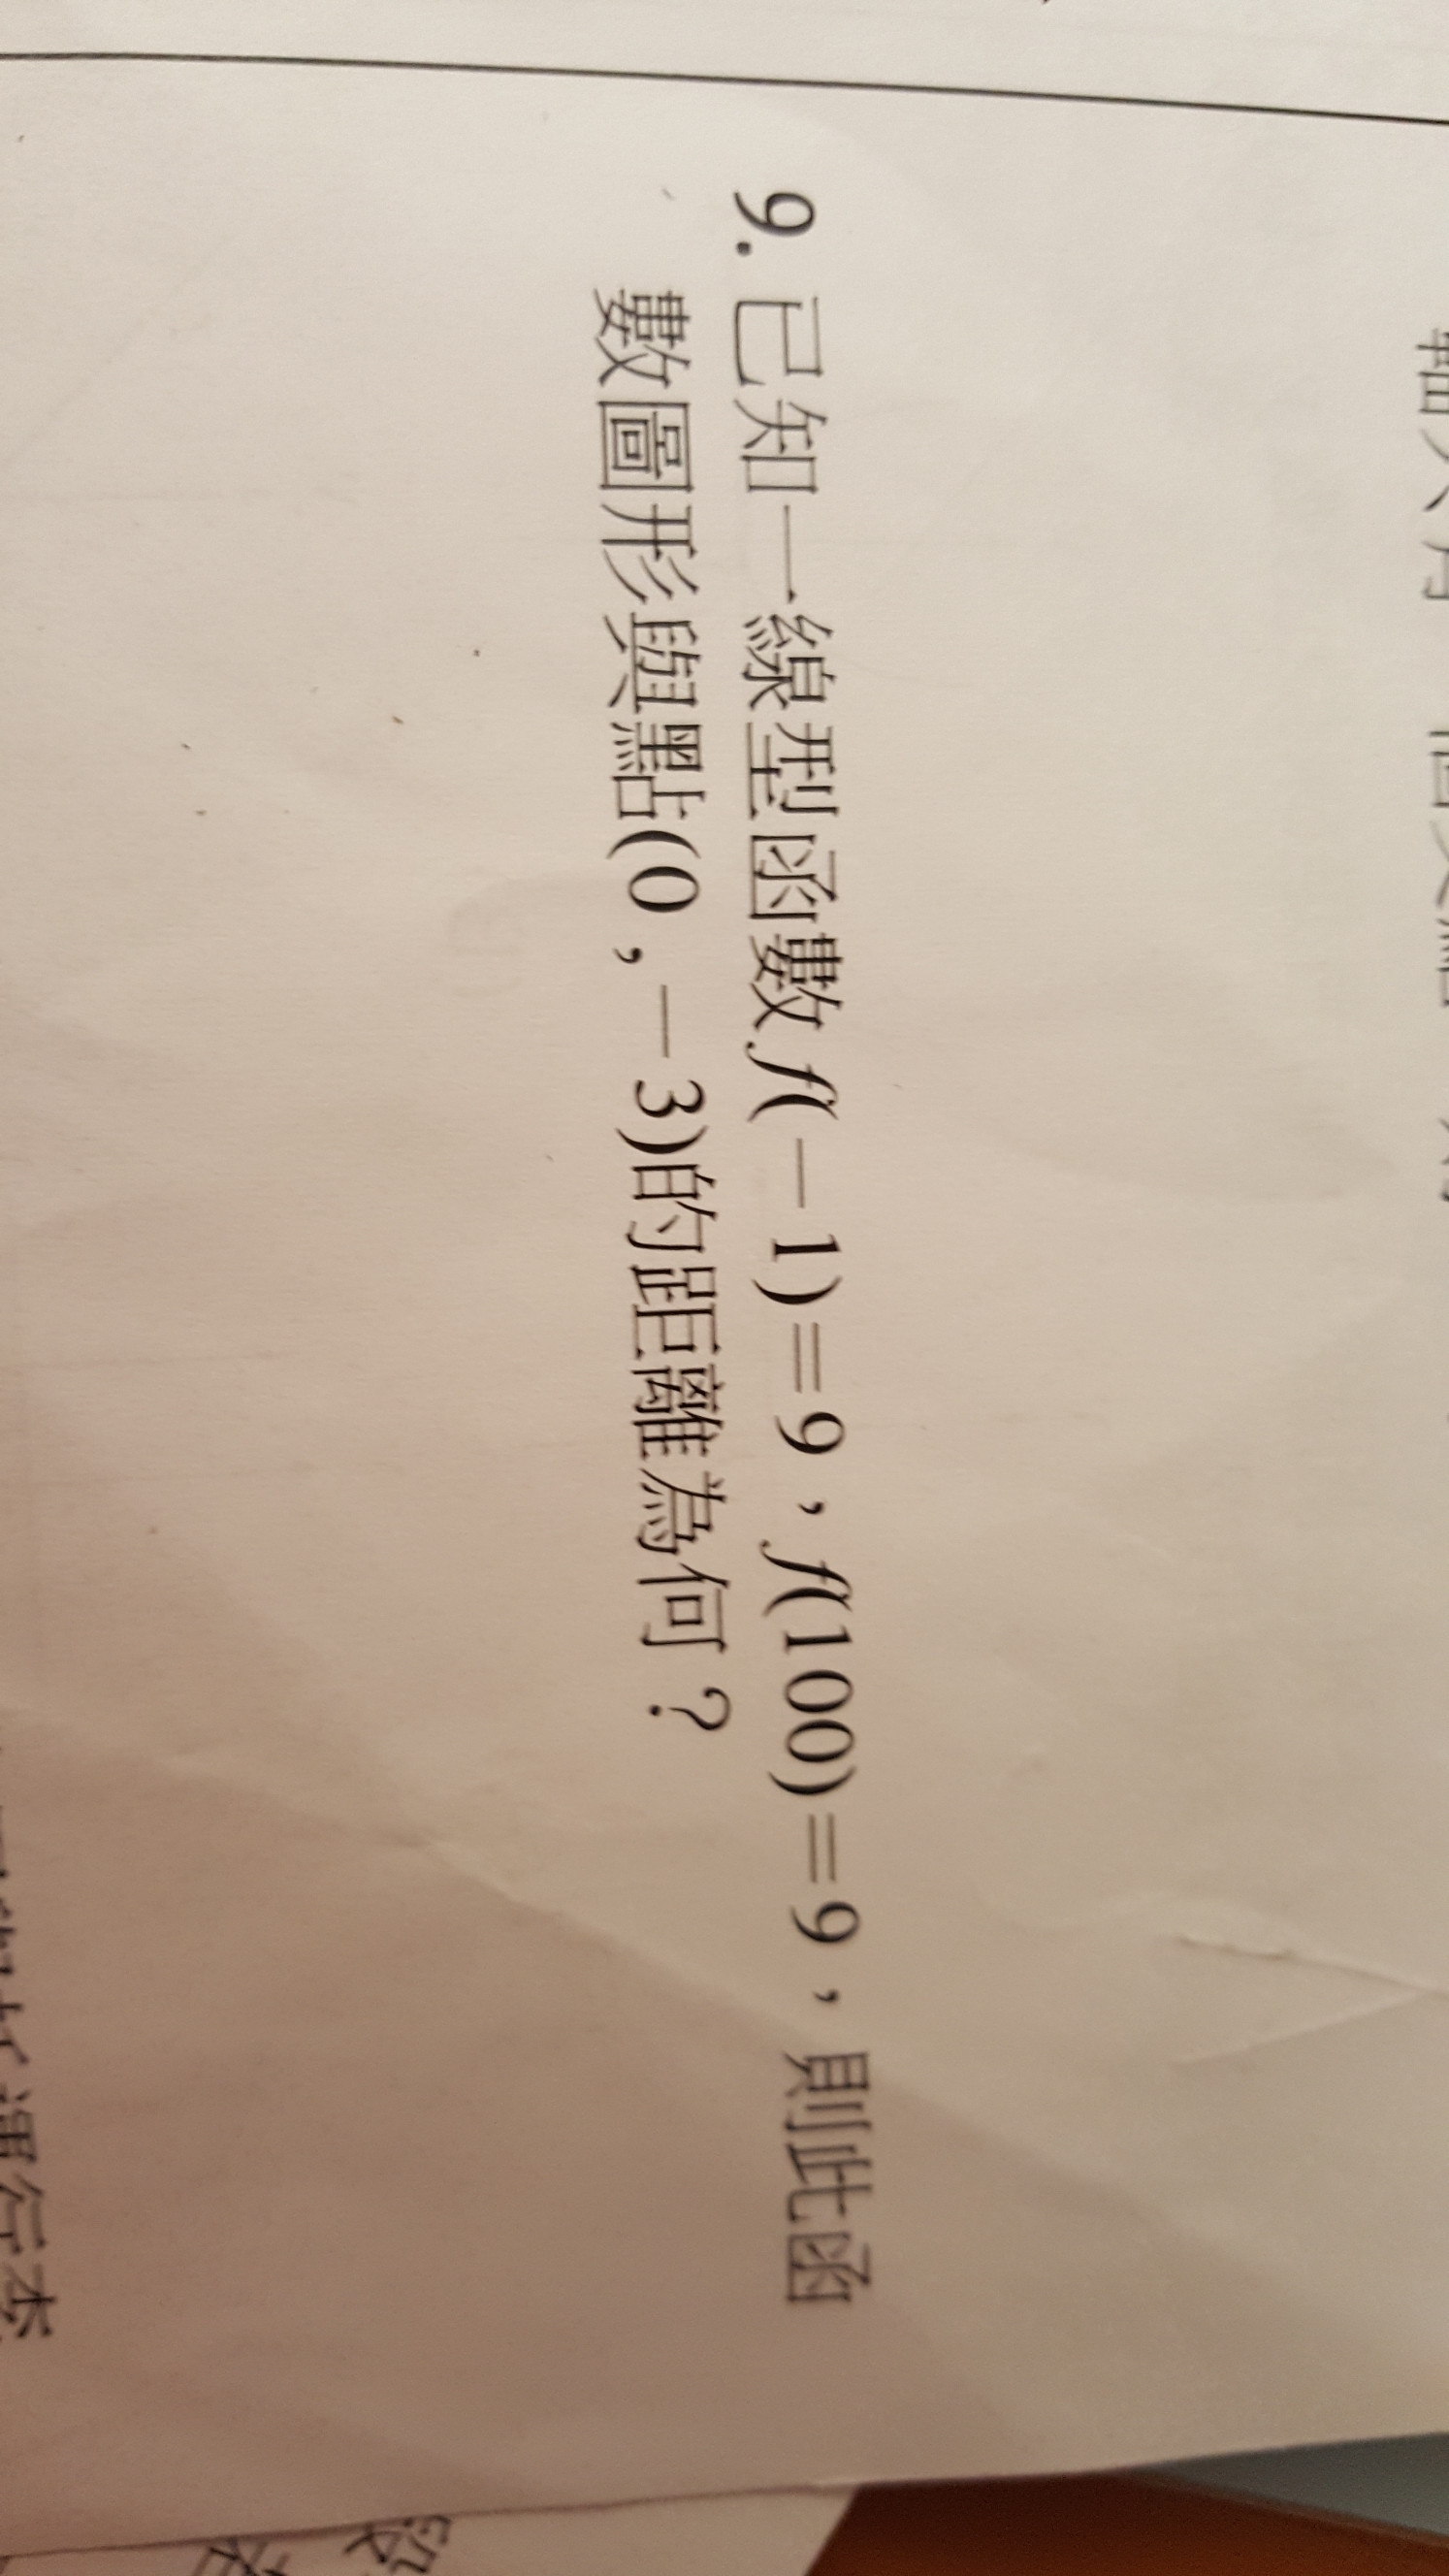 9. 已知一線型函數 f(－1)＝9，f(100)＝9，則此函
數圖形與點(0，－3)的距離為何？